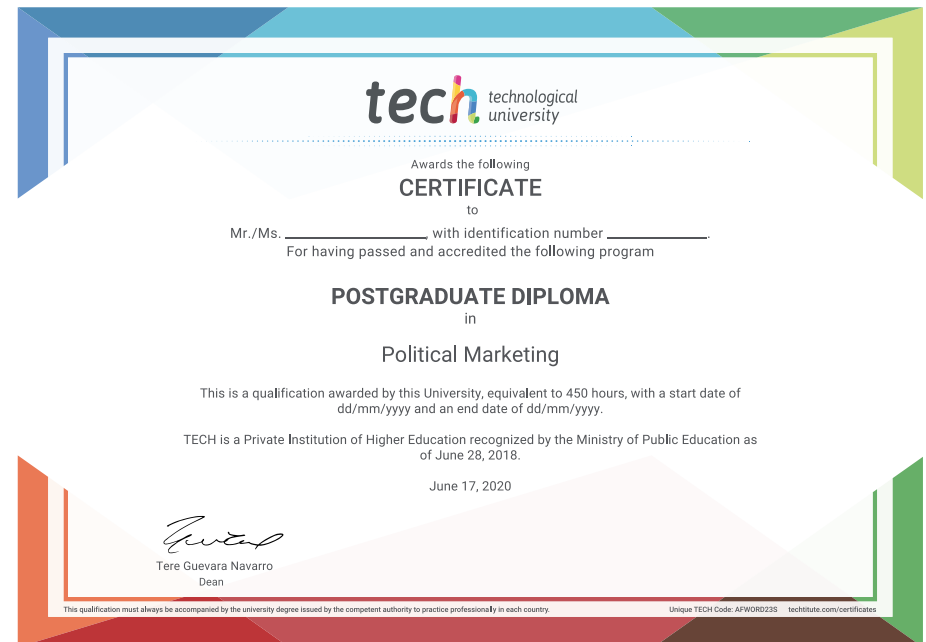 tech technological
university
Awards the following
CERTIFICATE
to
Mr./Ms. ____________________, with identification number ______________.
For having passed and accredited the following program
POSTGRADUATE DIPLOMA
in
Political Marketing
This is a qualification awarded by this University, equivalent to 450 hours, with a start date of
dd/mm/yyyy and an end date of dd/mm/yyyy.
TECH is a Private Institution of Higher Education recognized by the Ministry of Public Education as
of June 28, 2018.
June 17, 2020
Tere Guevara Navarro
Dean
This qualification must always be accompanied by the university degree issued by the competent authority to practice professionally in each country.
Unique TECH Code: AFWORD23S techtitute.com/certificates